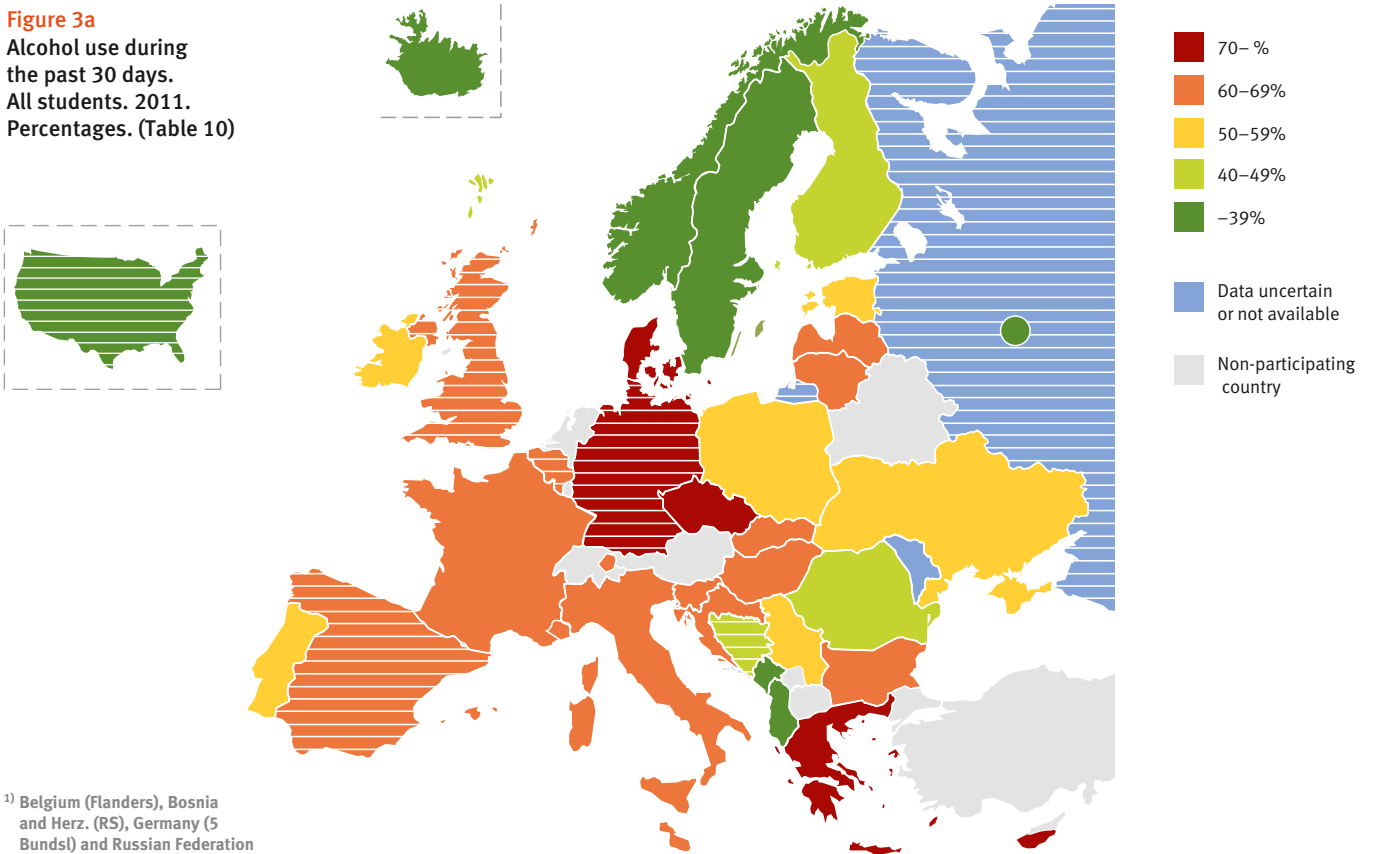 Figure 3a
Alcohol use during
the past 30 days.
All students. 2011.
Percentages. (Table 10)
70– %
60–69%
50–59%
40–49%
–39%
Data uncertain
or not available
Non-participating
country
1) Belgium (Flanders), Bosnia
and Herz. (RS), Germany (5
Bundsl) and Russian Federation